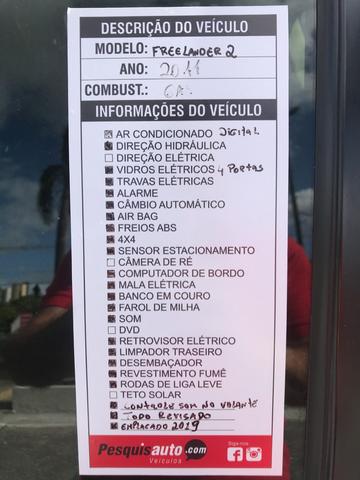 DESCRIÇÃO DO VEÍCULO
MODELO: FREELANDER 2
ANO: 2011
COMBUST.: GAS
INFORMAÇÕES DO VEÍCULO
AR CONDICIONADO DIGITAL
DIREÇÃO HIDRÁULICA
DIREÇÃO ELÉTRICA
VIDROS ELÉTRICOS 4 PORTAS
TRAVAS ELÉTRICAS
ALARME
CÂMBIO AUTOMÁTICO
AIR BAG
FREIOS ABS
4X4
SENSOR ESTACIONAMENTO
CÂMERA DE RÉ
COMPUTADOR DE BORDO
MALA ELÉTRICA
BANCO EM COURO
FAROL DE MILHA
SOM
DVD
RETROVISOR ELÉTRICO
LIMPADOR TRASEIRO
DESEMBAÇADOR
REVESTIMENTO FUMÊ
RODAS DE LIGA LEVE
TETO SOLAR
CONTROLE SOM NO VOLANTE
TODO REVISADO
EMPLACADO 2019
Pesquisauto.com
Veículos
Siga-nos